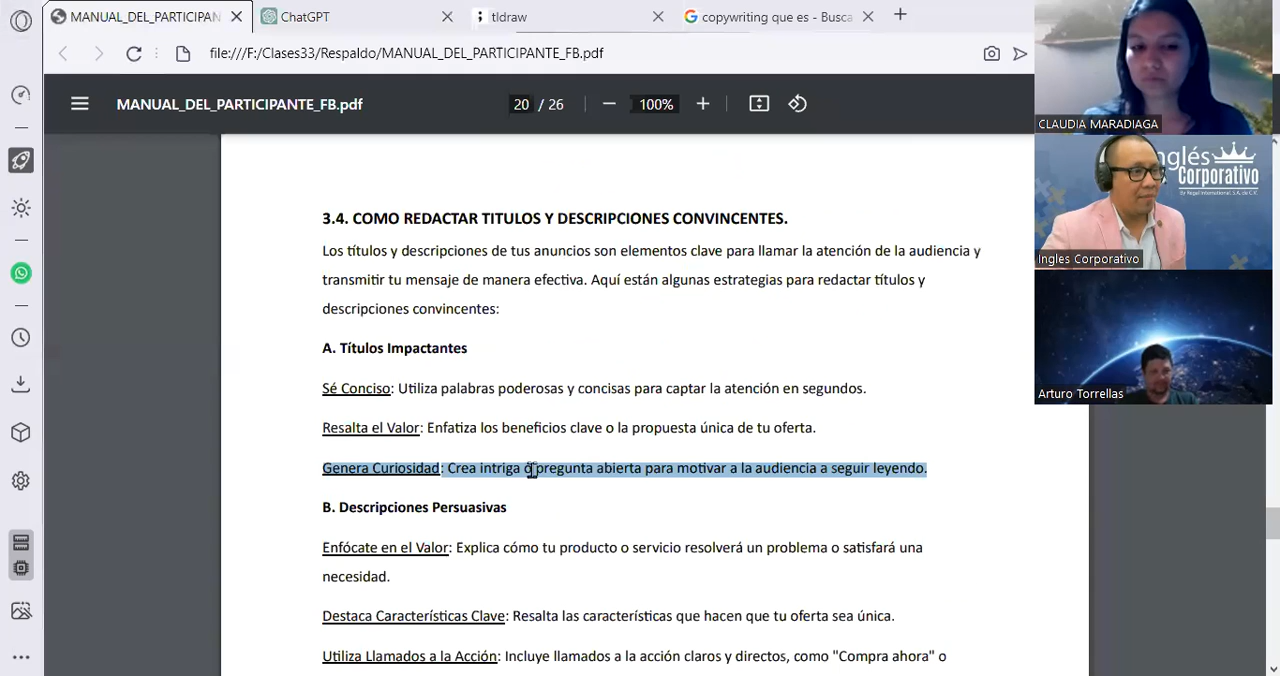 MANUAL_DEL_PARTICIPAN
ChatGPT
tldraw
copywriting que es - Busca
file:///F:/Clases33/Respaldo/MANUAL_DEL_PARTICIPANTE_FB.pdf
MANUAL_DEL_PARTICIPANTE_FB.pdf
20 / 26
100%
3.4. COMO REDACTAR TITULOS Y DESCRIPCIONES CONVINCENTES.
Los títulos y descripciones de tus anuncios son elementos clave para llamar la atención de la audiencia y
transmitir tu mensaje de manera efectiva. Aquí están algunas estrategias para redactar títulos y
descripciones convincentes:
A. Títulos Impactantes
Sé Conciso: Utiliza palabras poderosas y concisas para captar la atención en segundos.
Resalta el Valor: Enfatiza los beneficios clave o la propuesta única de tu oferta.
Genera Curiosidad: Crea intriga o pregunta abierta para motivar a la audiencia a seguir leyendo.
B. Descripciones Persuasivas
Enfócate en el Valor: Explica cómo tu producto o servicio resolverá un problema o satisfará una
necesidad.
Destaca Características Clave: Resalta las características que hacen que tu oferta sea única.
Utiliza Llamados a la Acción: Incluye llamados a la acción claros y directos, como "Compra ahora" o
CLAUDIA MARADIAGA
nglés
Corporativo
Ingles Corporativo
Arturo Torrellas